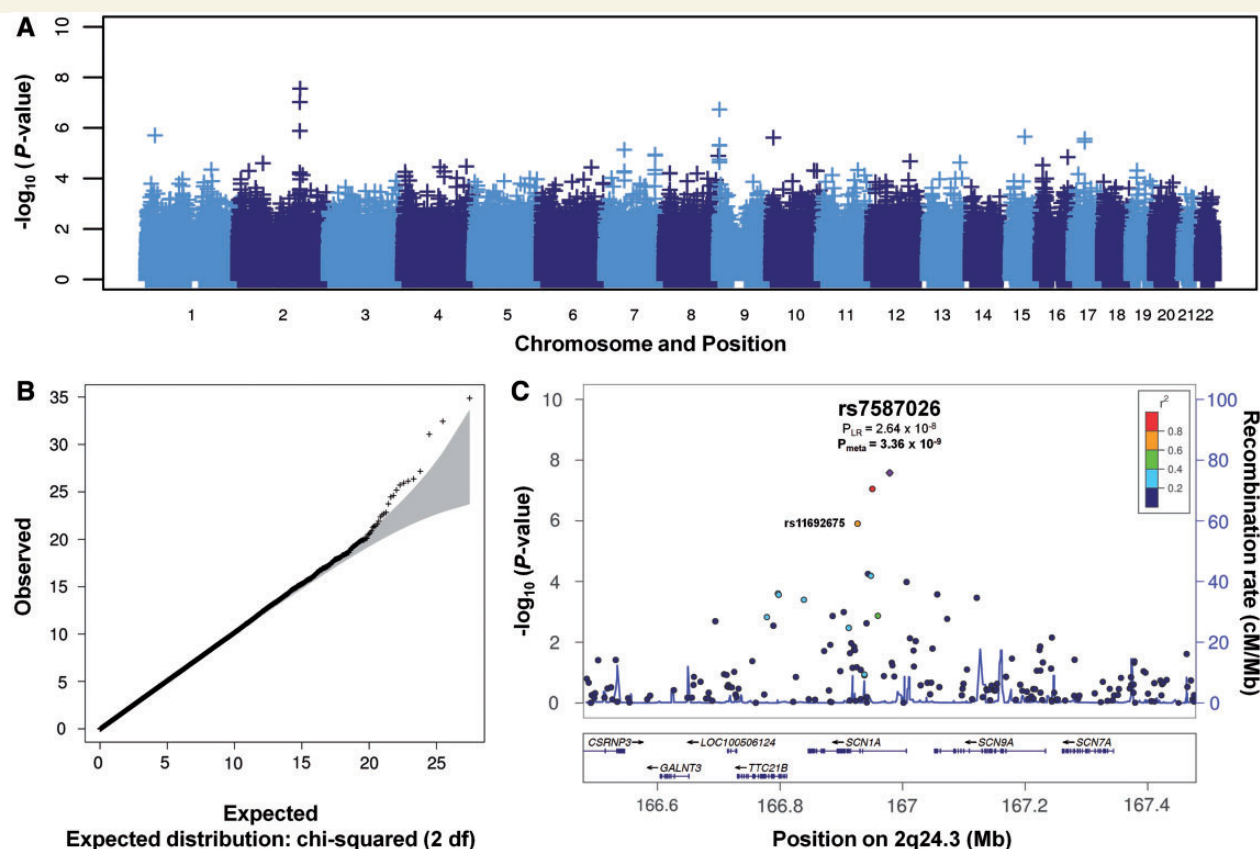 A
10
8
6
4
2
0
-log10 (P-value)
1 2 3 4 5 6 7 8 9 10 11 12 13 14 15 16 17 18 19 20 21 22
Chromosome and Position
B
35
30
25
20
15
10
5
0
Observed
0 5 10 15 20 25
Expected
Expected distribution: chi-squared (2 df)
C
10
8
6
4
2
0
-log10 (P-value)
rs7587026
PLR = 2.64 x 10-8
Pmeta = 3.36 x 10-9
rs11692675
r2
0.8
0.6
0.4
0.2
100
80
60
40
20
0
Recombination rate (cM/Mb)
CSRNP3→ ←LOC100506124 ←SCN1A ←SCN9A ←SCN7A
←GALNT3 ←TTC21B
166.6 166.8 167 167.2 167.4
Position on 2q24.3 (Mb)